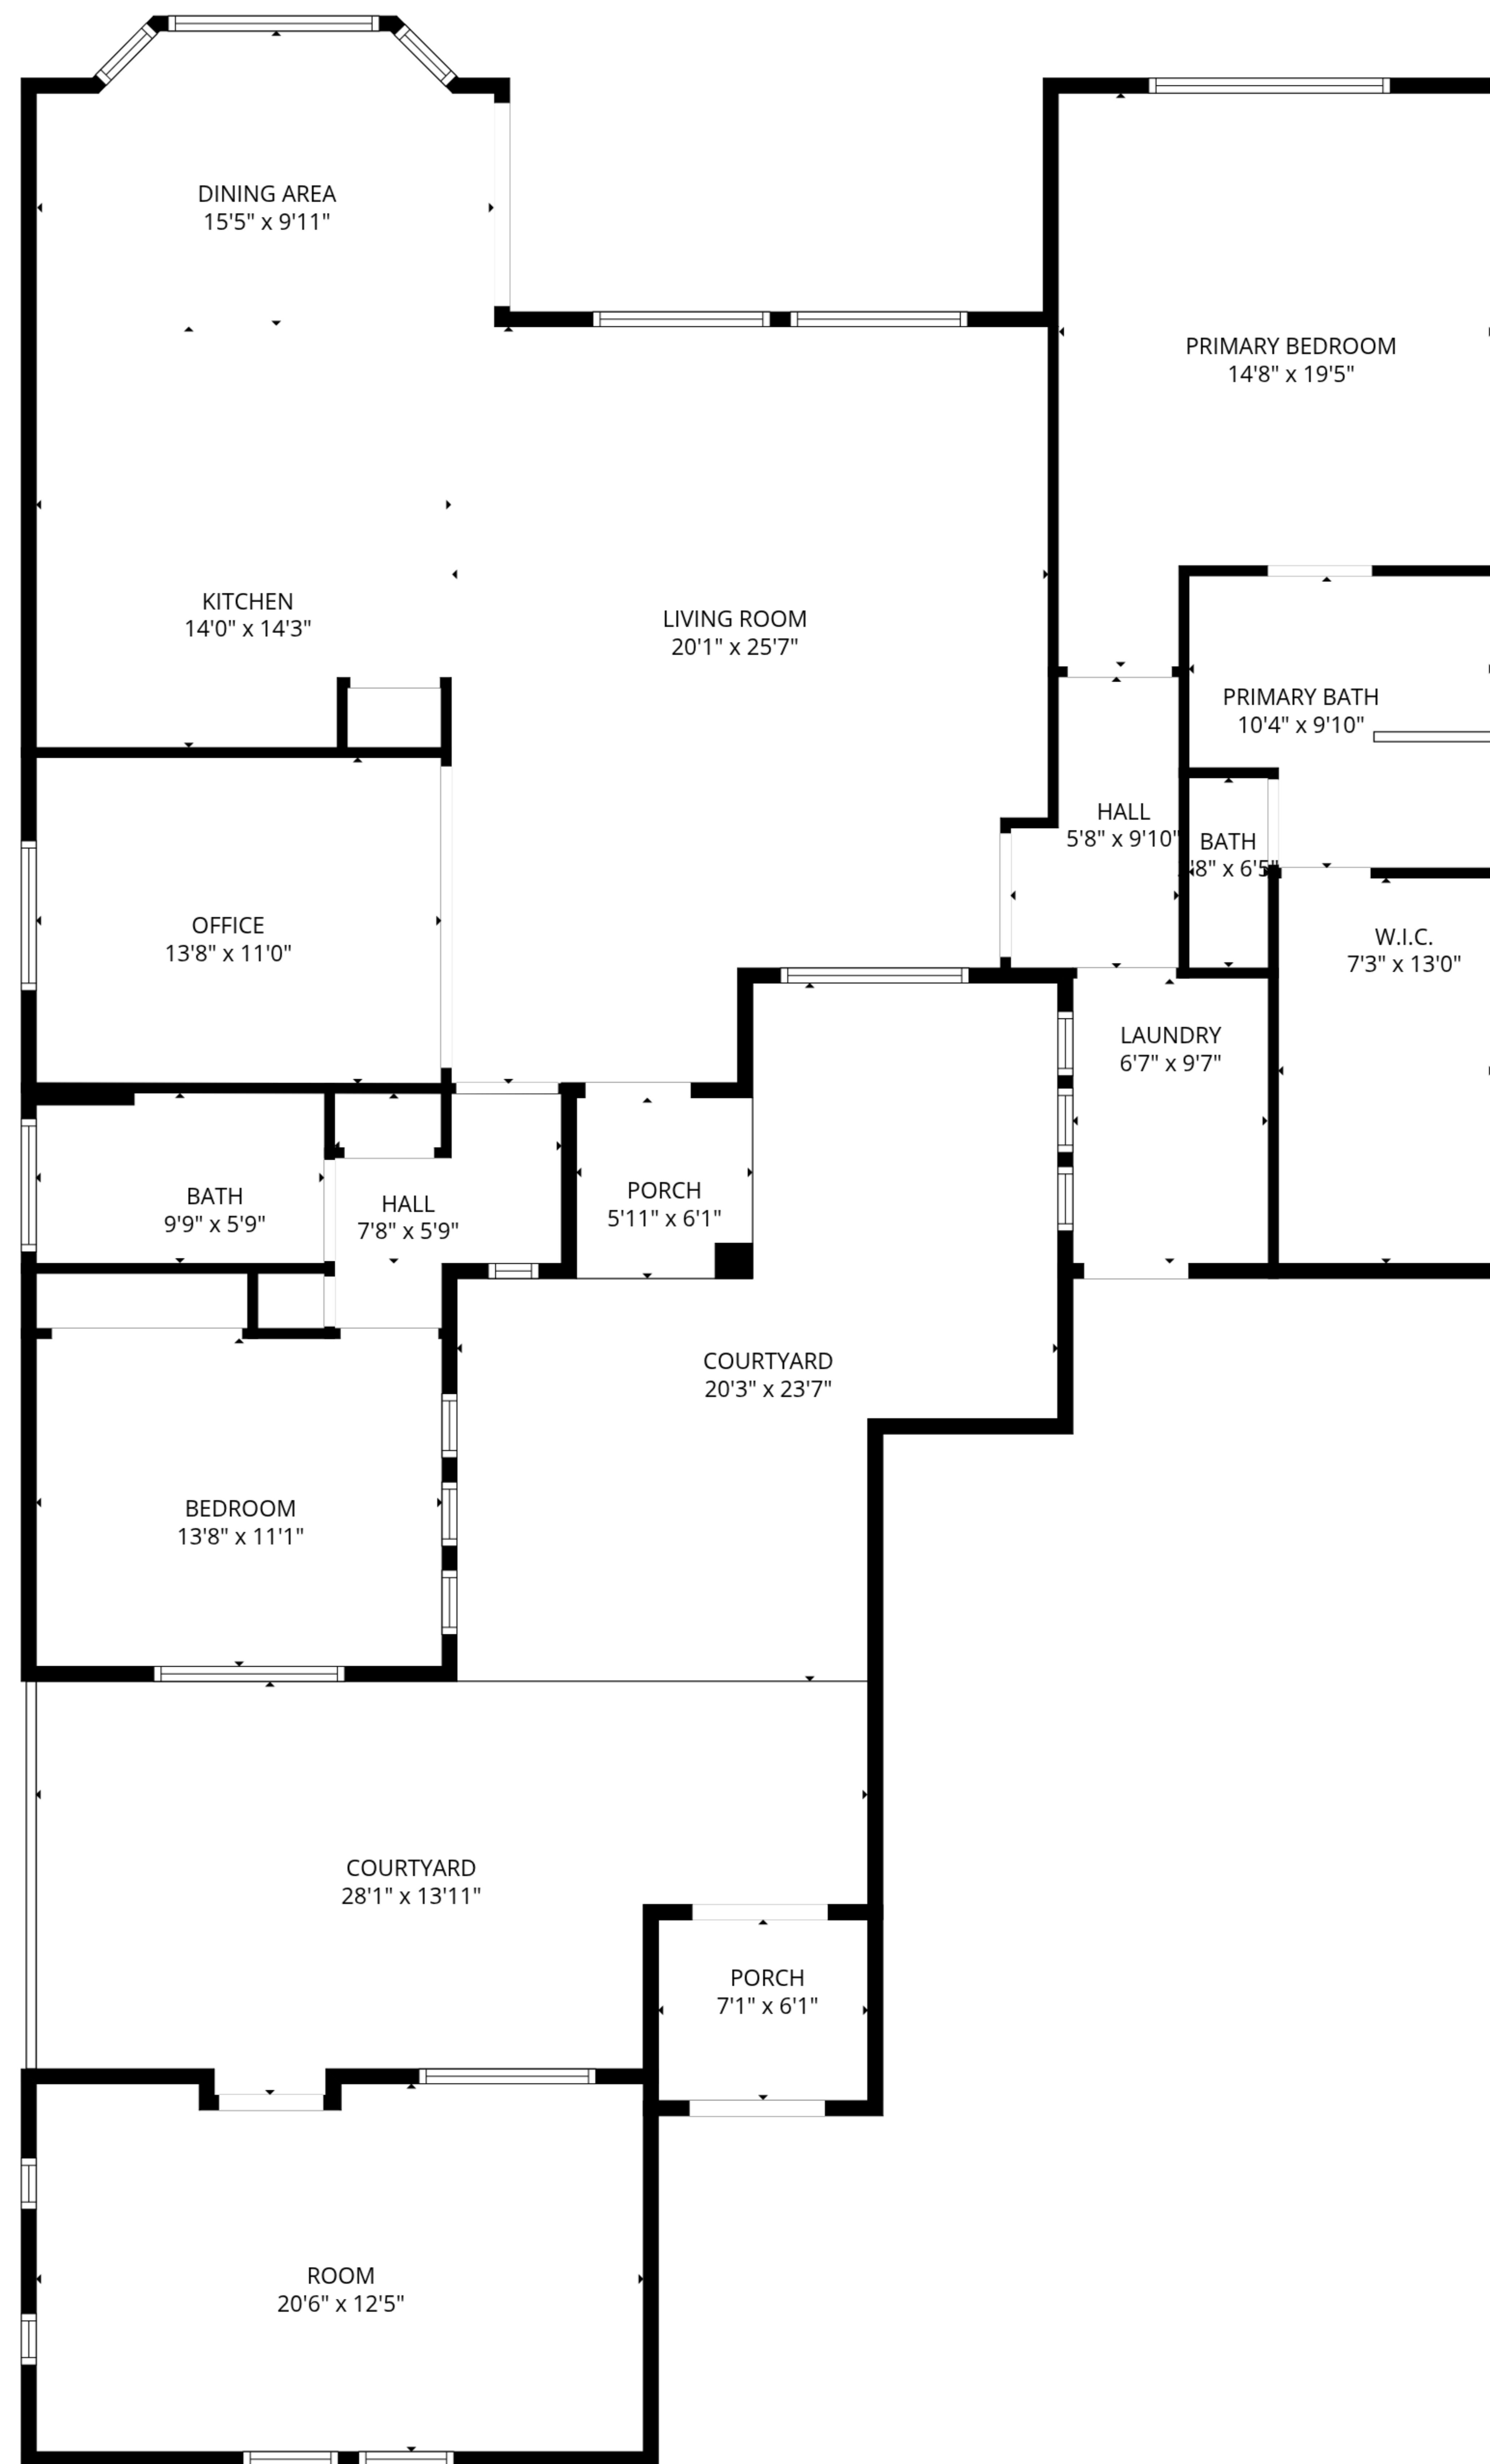 DINING AREA
15'5" x 9'11"
PRIMARY BEDROOM
14'8" x 19'5"
KITCHEN
14'0" x 14'3"
LIVING ROOM
20'1" x 25'7"
PRIMARY BATH
10'4" x 9'10"
HALL
5'8" x 9'10"
BATH
'8" x 6'5"
OFFICE
13'8" x 11'0"
W.I.C.
7'3" x 13'0"
LAUNDRY
6'7" x 9'7"
BATH
9'9" x 5'9"
HALL
7'8" x 5'9"
PORCH
5'11" x 6'1"
COURTYARD
20'3" x 23'7"
BEDROOM
13'8" x 11'1"
COURTYARD
28'1" x 13'11"
PORCH
7'1" x 6'1"
ROOM
20'6" x 12'5"